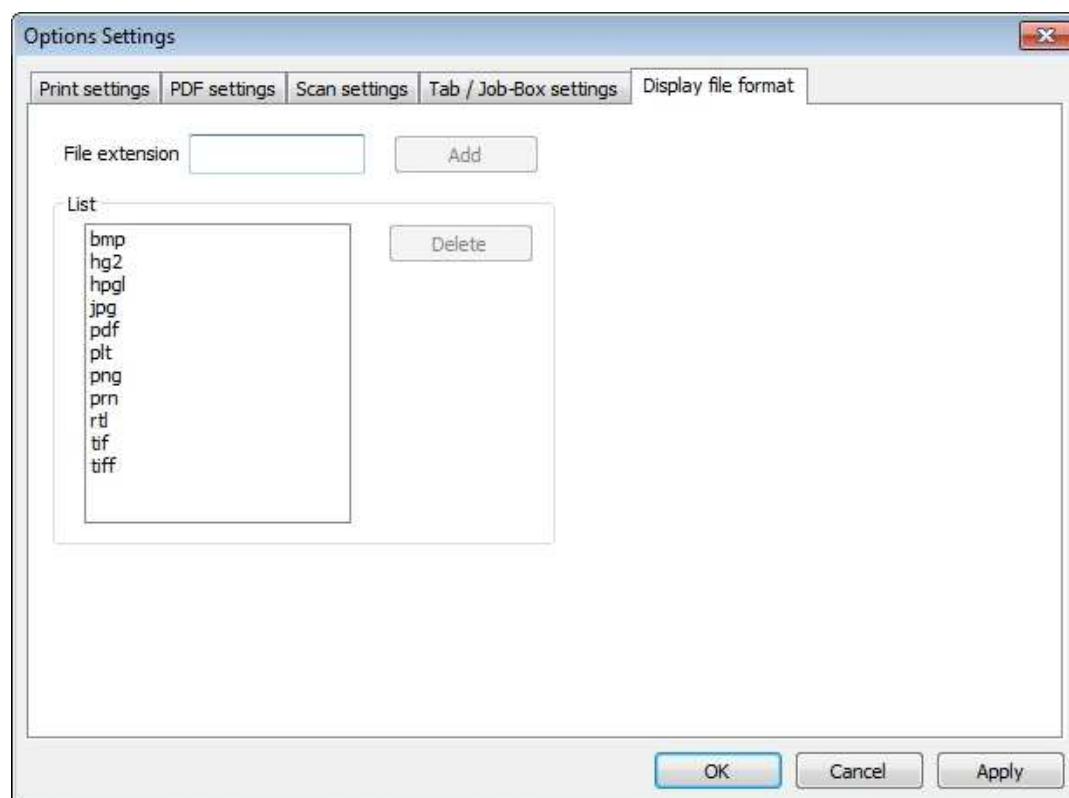 Options Settings
Print settings PDF settings Scan settings Tab / Job-Box settings Display file format
File extension Add
List
Delete
bmp
hg2
hpgl
jpg
pdf
plt
png
prn
rtl
tif
tiff
OK Cancel Apply